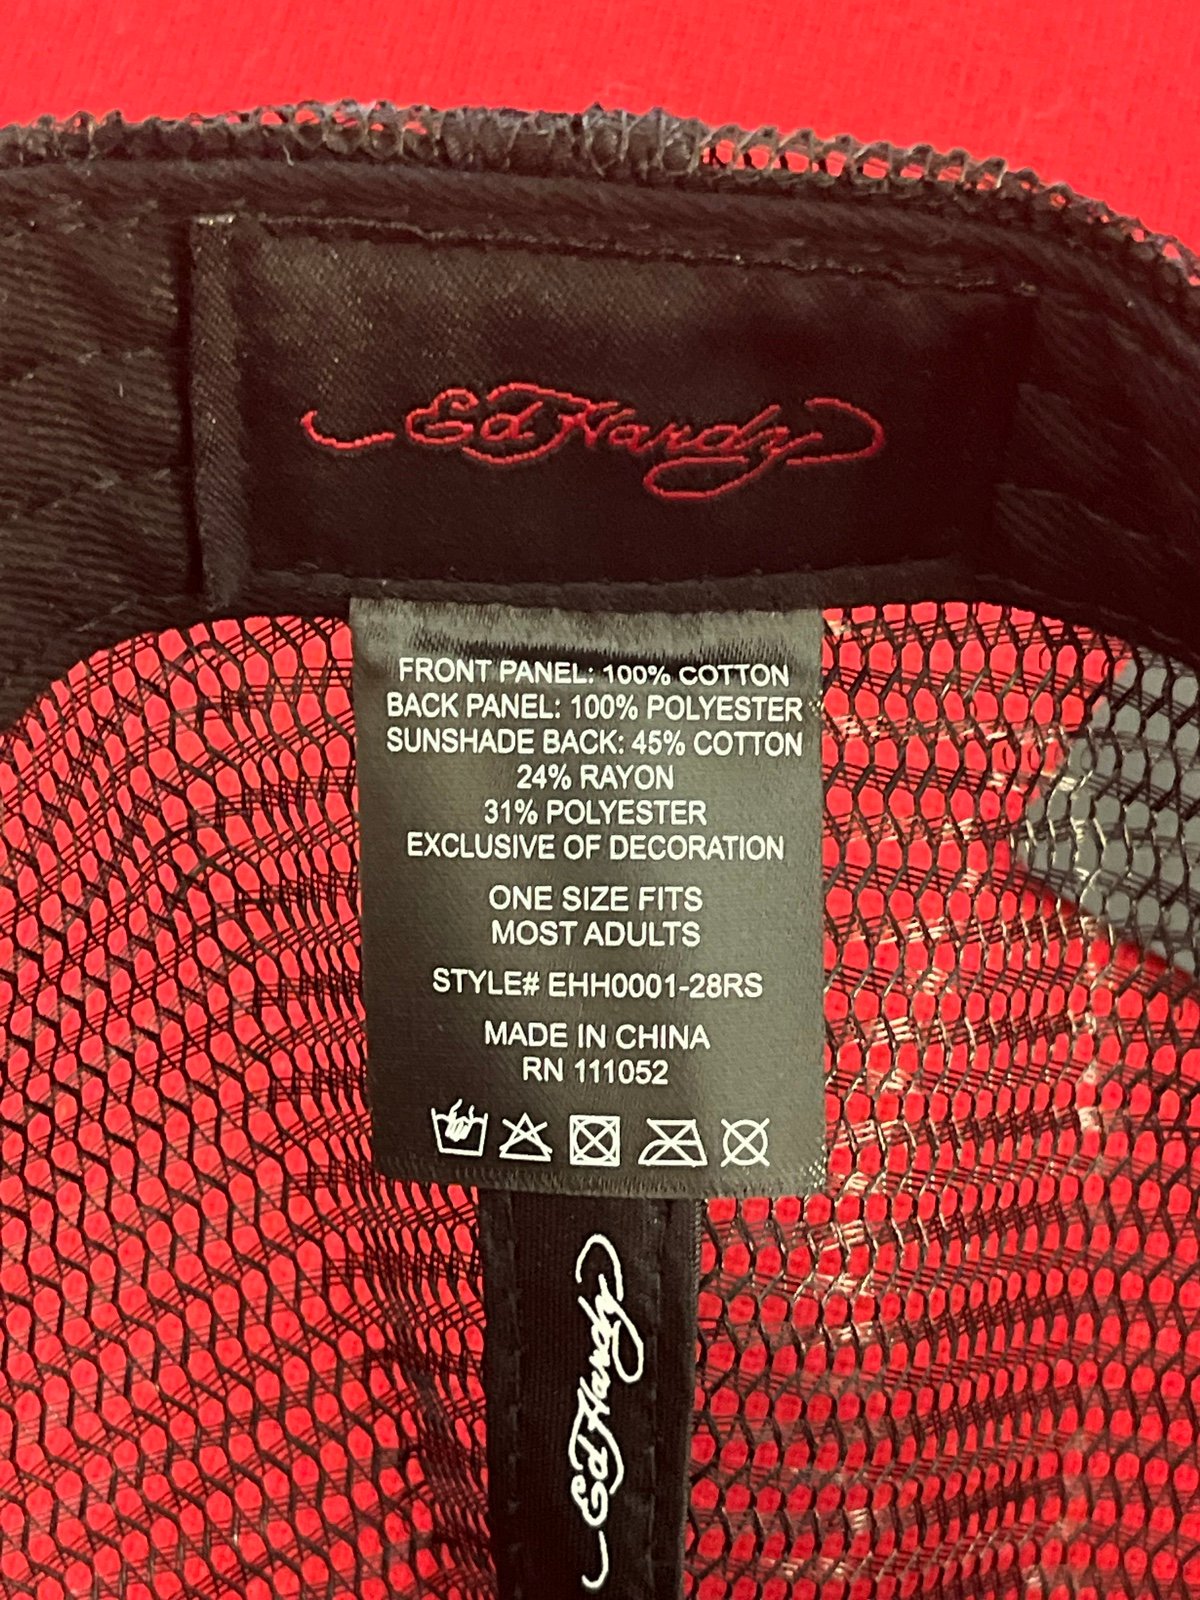 Ed Hardy
FRONT PANEL: 100% COTTON
BACK PANEL: 100% POLYESTER
SUNSHADE BACK: 45% COTTON
24% RAYON
31% POLYESTER
EXCLUSIVE OF DECORATION
ONE SIZE FITS
MOST ADULTS
STYLE# EHH0001-28RS
MADE IN CHINA
RN 111052
Ed Hardy